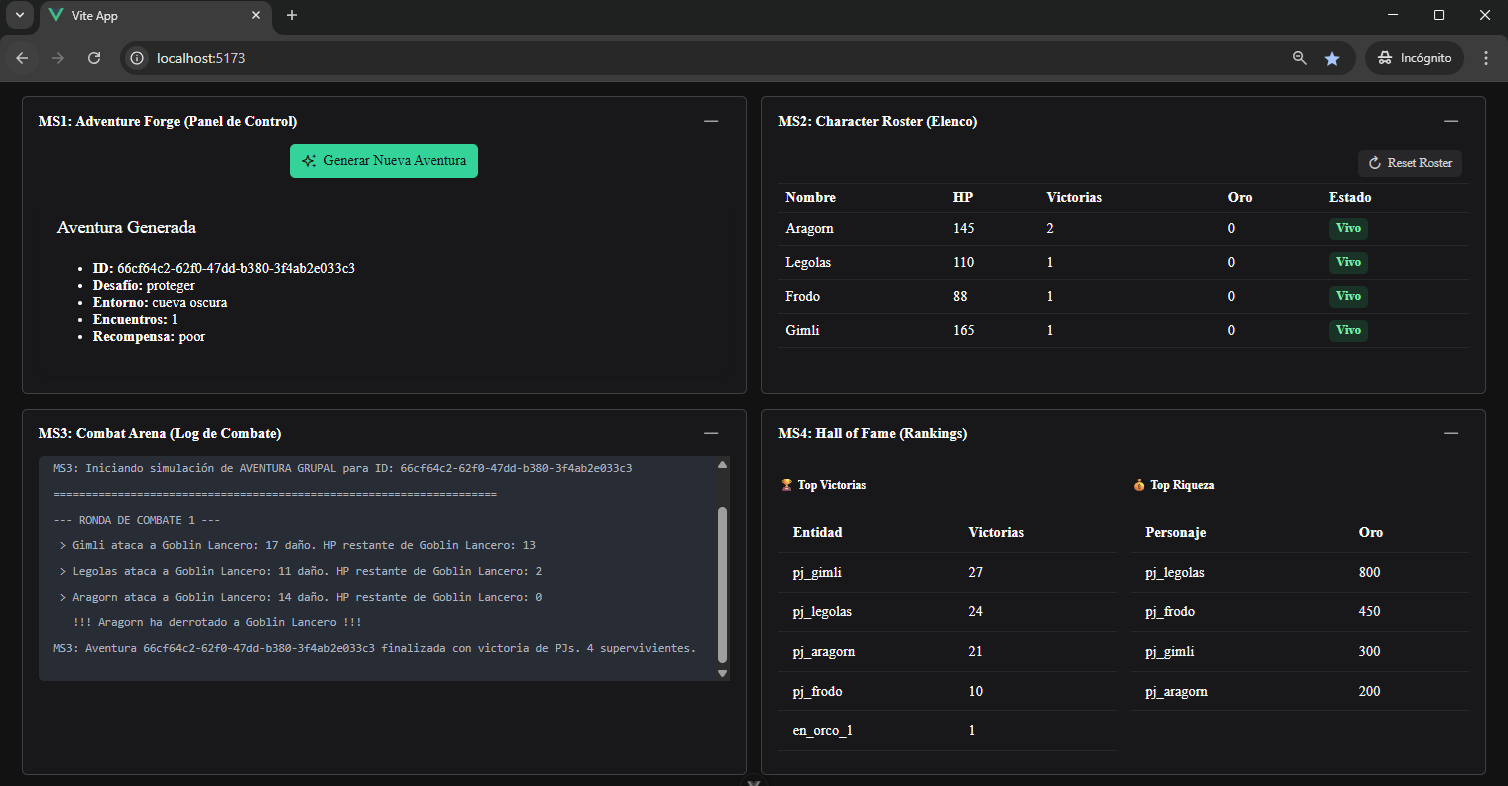 Vite App
localhost:5173
Incógnito
MS1: Adventure Forge (Panel de Control)
Generar Nueva Aventura
Aventura Generada
ID: 66cf64c2-62f0-47dd-b380-3f4ab2e033c3
Desafío: proteger
Entorno: cueva oscura
Encuentros: 1
Recompensa: poor
MS2: Character Roster (Elenco)
Reset Roster
Nombre HP Victorias Oro Estado
Aragorn 145 2 0 Vivo
Legolas 110 1 0 Vivo
Frodo 88 1 0 Vivo
Gimli 165 1 0 Vivo
MS3: Combat Arena (Log de Combate)
MS3: Iniciando simulación de AVENTURA GRUPAL para ID: 66cf64c2-62f0-47dd-b380-3f4ab2e033c3
======================================================================
--- RONDA DE COMBATE 1 ---
> Gimli ataca a Goblin Lancero: 17 daño. HP restante de Goblin Lancero: 13
> Legolas ataca a Goblin Lancero: 11 daño. HP restante de Goblin Lancero: 2
> Aragorn ataca a Goblin Lancero: 14 daño. HP restante de Goblin Lancero: 0
!!! Aragorn ha derrotado a Goblin Lancero !!!
MS3: Aventura 66cf64c2-62f0-47dd-b380-3f4ab2e033c3 finalizada con victoria de PJs. 4 supervivientes.
MS4: Hall of Fame (Rankings)
🏆 Top Victorias
Entidad Victorias
pj_gimli 27
pj_legolas 24
pj_aragorn 21
pj_frodo 10
en_orco_1 1
💰 Top Riqueza
Personaje Oro
pj_legolas 800
pj_frodo 450
pj_gimli 300
pj_aragorn 200